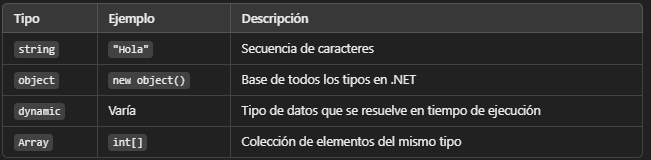 Tipo Ejemplo Descripción
string "Hola" Secuencia de caracteres
object new object() Base de todos los tipos en .NET
dynamic Varía Tipo de datos que se resuelve en tiempo de ejecución
Array int[] Colección de elementos del mismo tipo